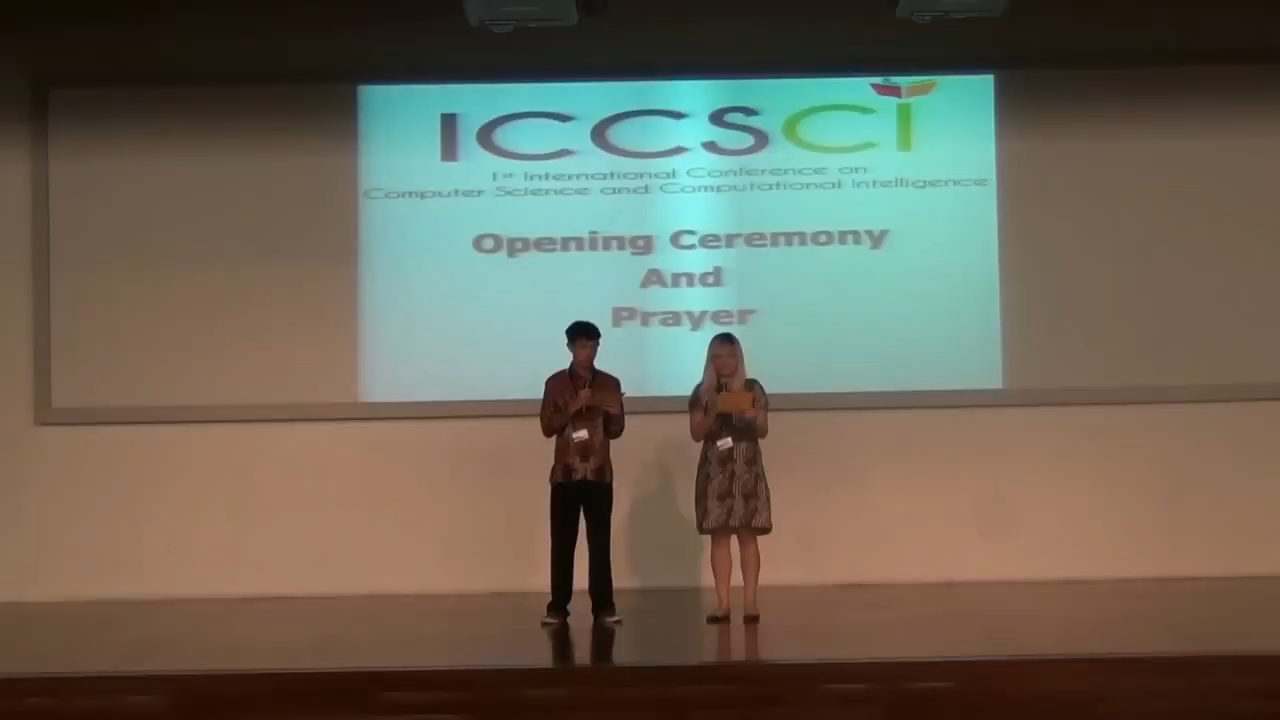 ICCSCI
1st International Conference on
Computer Science and Computational Intelligence
Opening Ceremony
And
Prayer